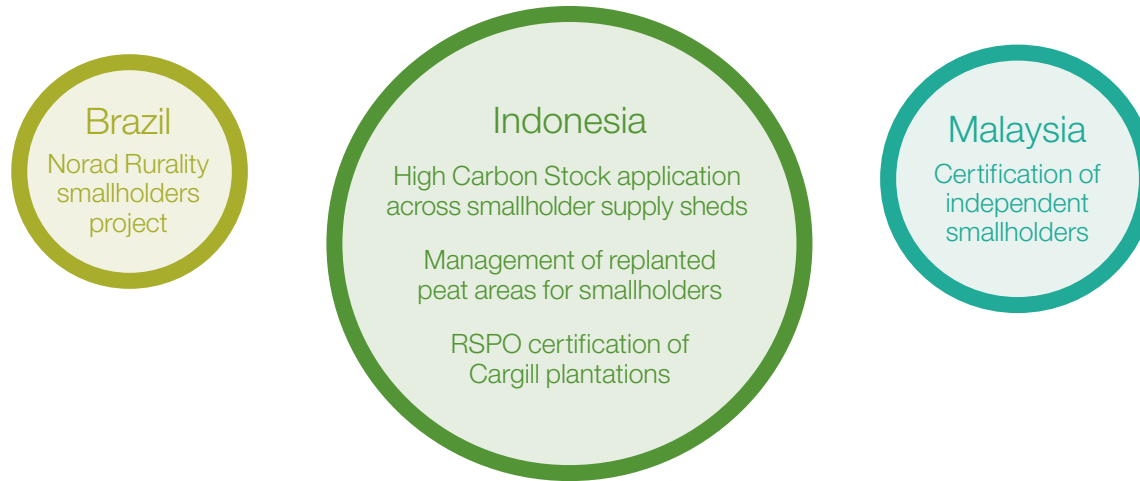 Brazil
Norad Rurality
smallholders
project
Indonesia
High Carbon Stock application
across smallholder supply sheds
Management of replanted
peat areas for smallholders
RSPO certification of
Cargill plantations
Malaysia
Certification of
independent
smallholders